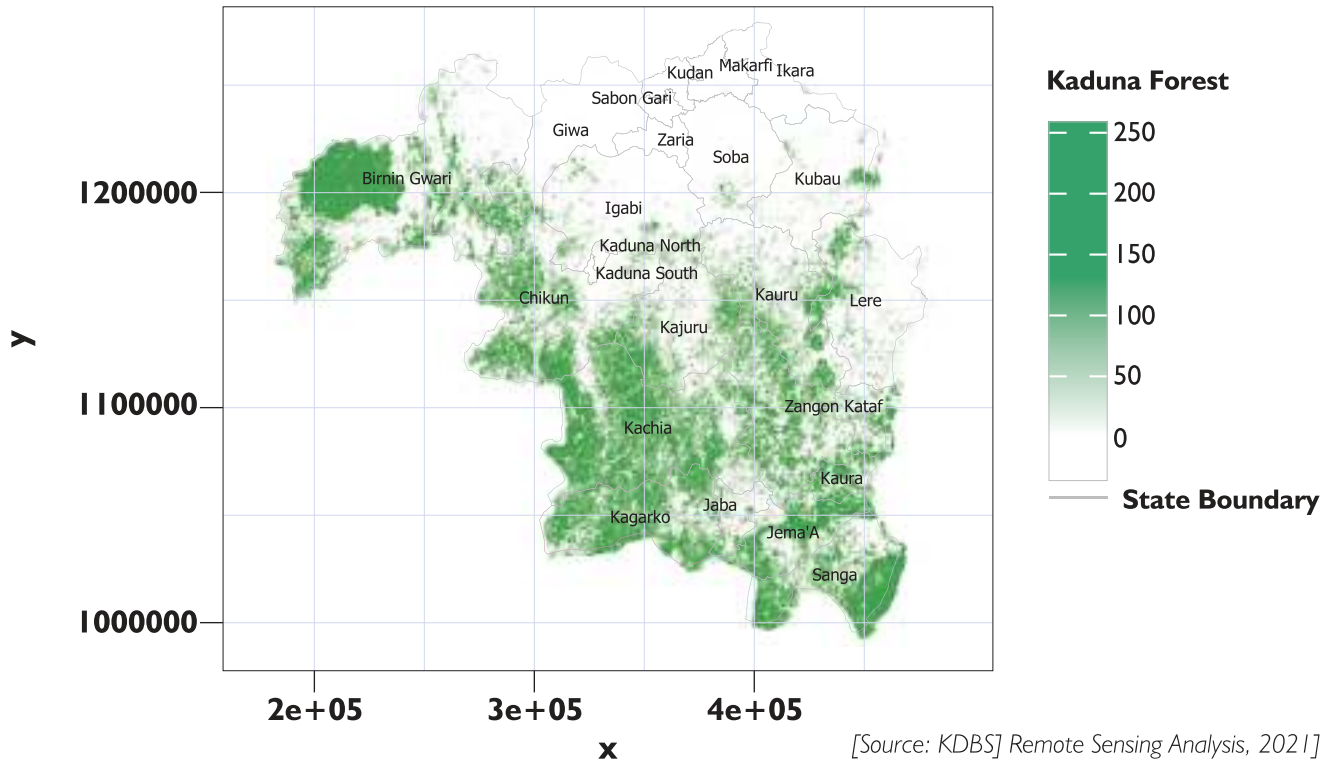 Kudan
Makarfi
Ikara
Sabon Gari
Giwa
Zaria
Soba
Birnin Gwari
Kubau
Igabi
Kaduna North
Kaduna South
Chikun
Kauru
Lere
Kajuru
Zangon Kataf
Kachia
Kaura
Jaba
Kagarko
Jema'A
Sanga
1200000
1100000
1000000
y
2e+05
3e+05
4e+05
x
Kaduna Forest
250
200
150
100
50
0
State Boundary
[Source: KDBS] Remote Sensing Analysis, 2021]